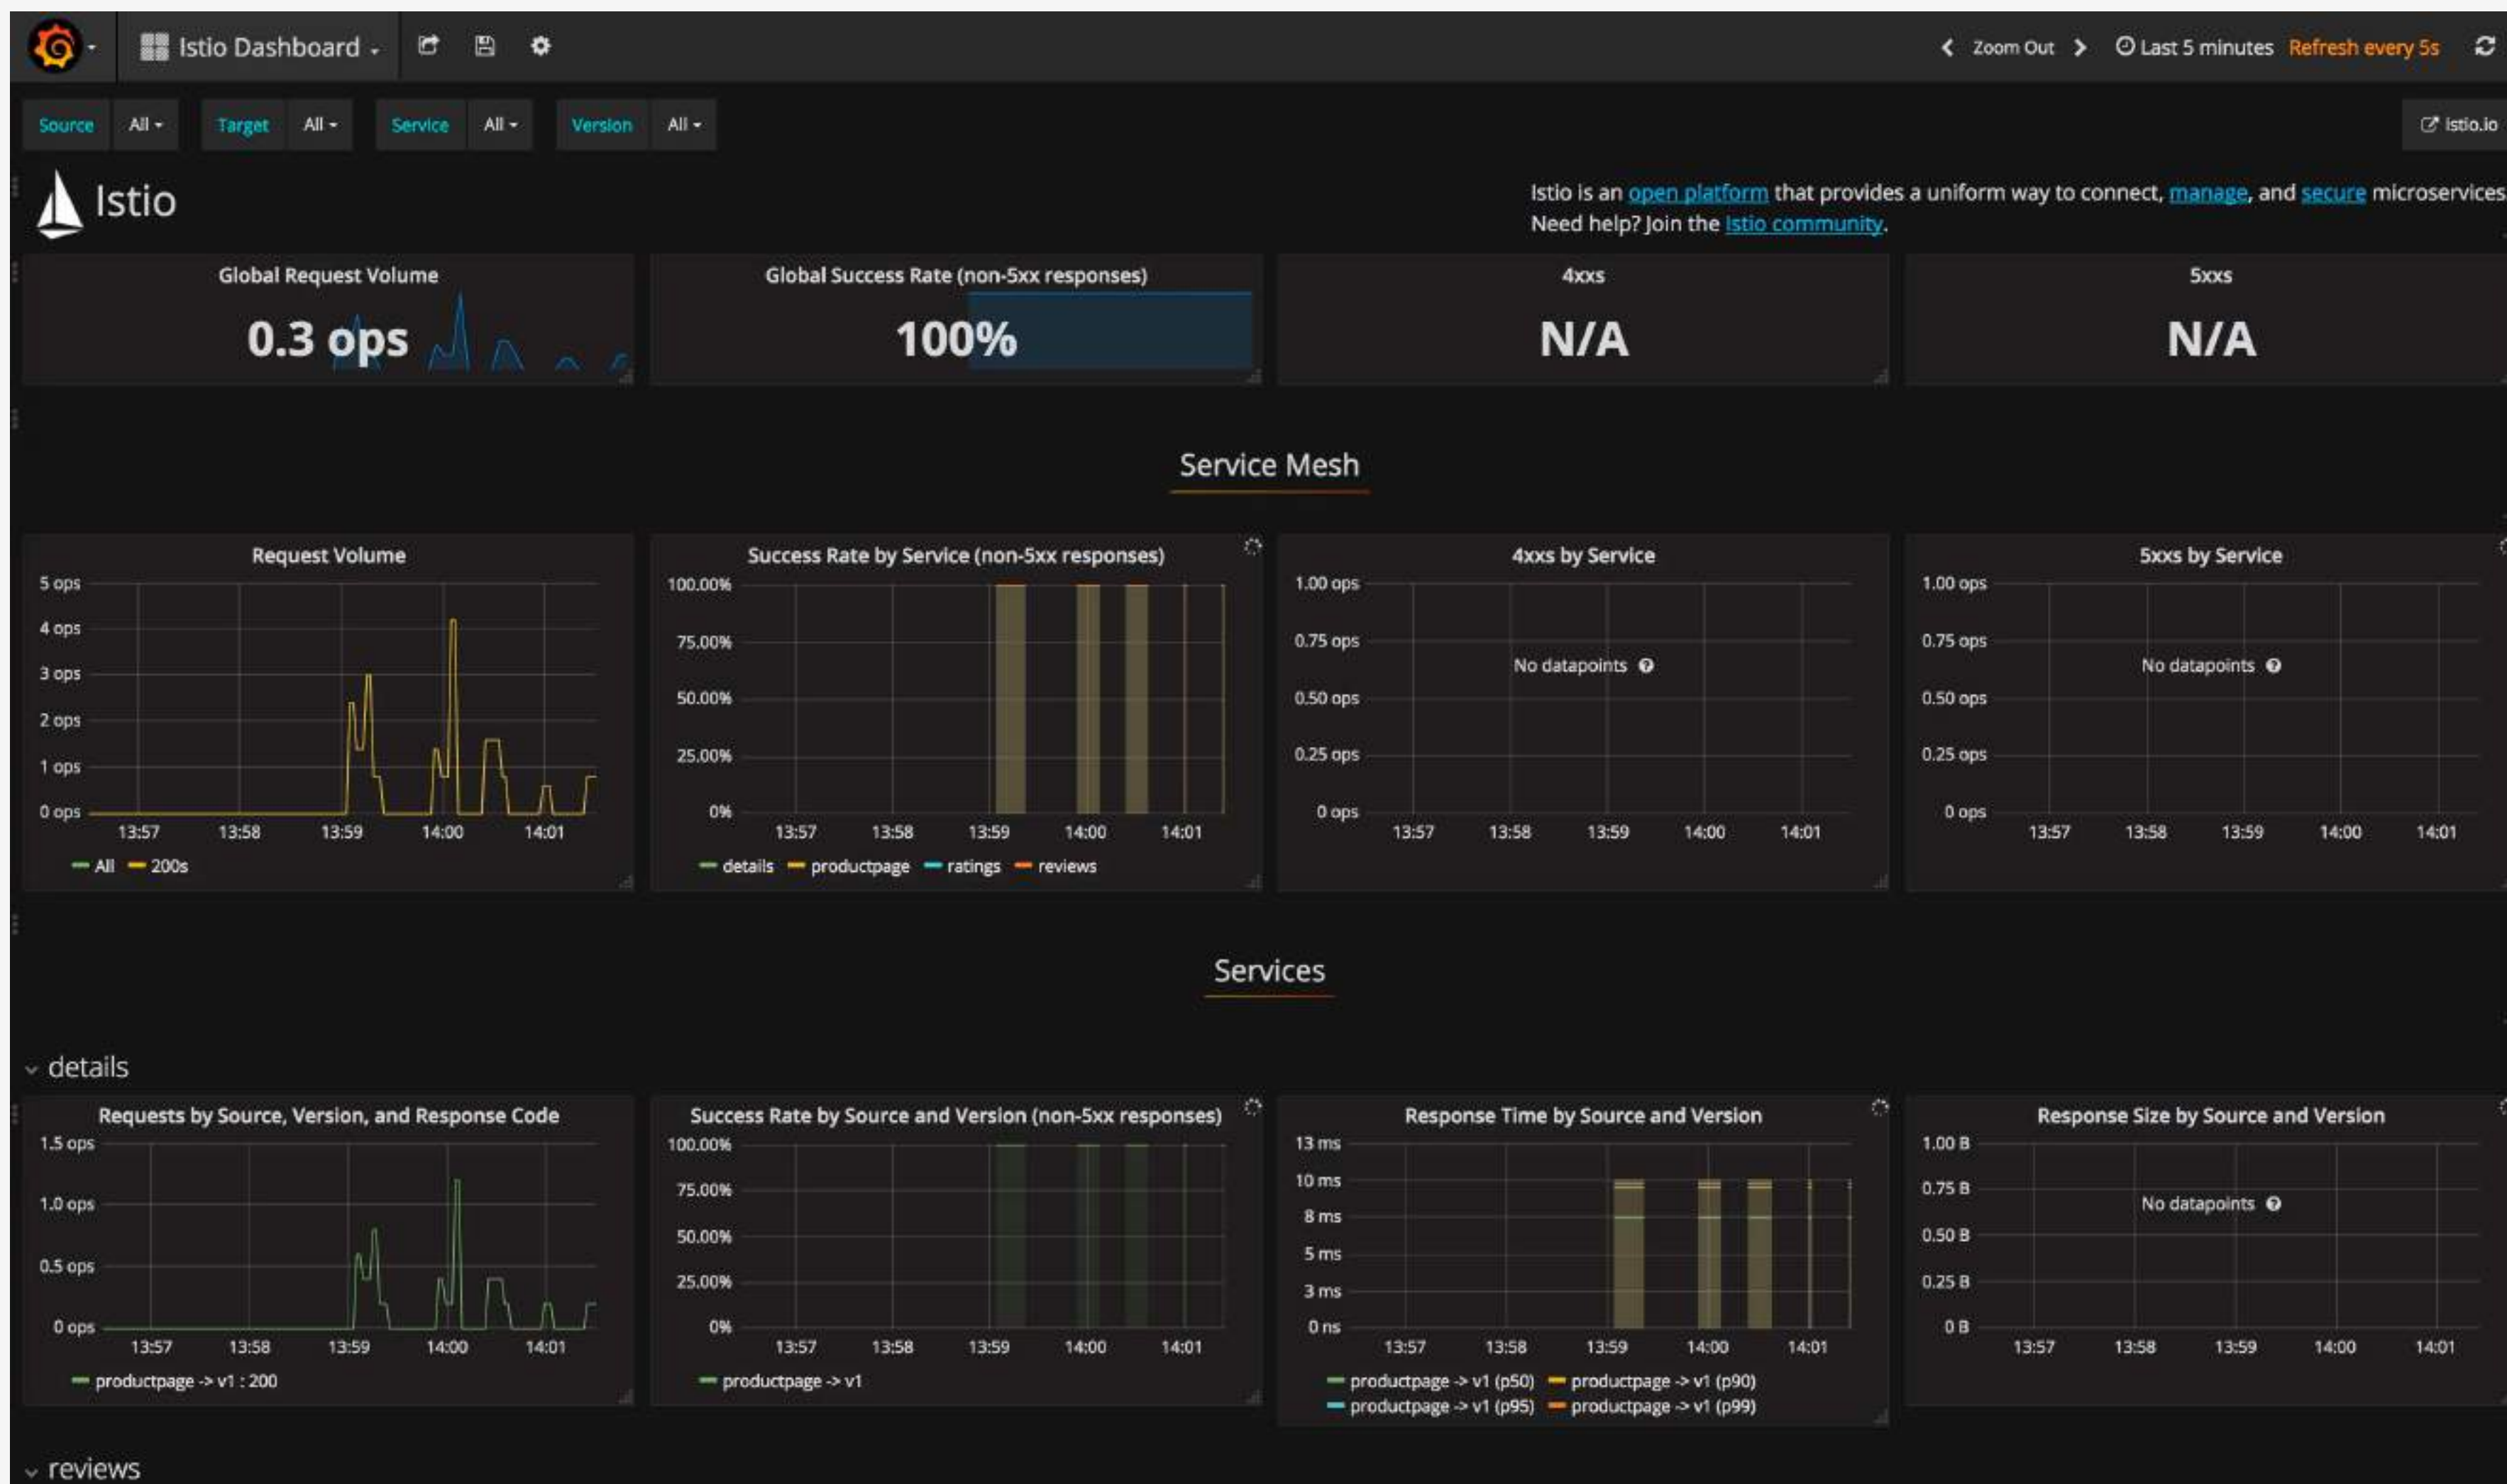 Istio Dashboard
Zoom Out Last 5 minutes Refresh every 5s
Source All Target All Service All Version All istio.io
Istio
Istio is an open platform that provides a uniform way to connect, manage, and secure microservices
Need help? Join the Istio community.
Global Request Volume
0.3 ops
Global Success Rate (non-5xx responses)
100%
4xxs
N/A
5xxs
N/A
Service Mesh
Request Volume
5 ops
4 ops
3 ops
2 ops
1 ops
0 ops
13:57 13:58 13:59 14:00 14:01
All 200s
Success Rate by Service (non-5xx responses)
100.00%
75.00%
50.00%
25.00%
0%
13:57 13:58 13:59 14:00 14:01
details productpage ratings reviews
4xxs by Service
1.00 ops
0.75 ops
No datapoints
0.50 ops
0.25 ops
0 ops
13:57 13:58 13:59 14:00 14:01
5xxs by Service
1.00 ops
0.75 ops
No datapoints
0.50 ops
0.25 ops
0 ops
13:57 13:58 13:59 14:00 14:01
Services
details
Requests by Source, Version, and Response Code
1.5 ops
1.0 ops
0.5 ops
0 ops
13:57 13:58 13:59 14:00 14:01
productpage -> v1 : 200
Success Rate by Source and Version (non-5xx responses)
100.00%
75.00%
50.00%
25.00%
0%
13:57 13:58 13:59 14:00 14:01
productpage -> v1
Response Time by Source and Version
13 ms
10 ms
8 ms
5 ms
3 ms
0 ns
13:57 13:58 13:59 14:00 14:01
productpage -> v1 (p50) productpage -> v1 (p90)
productpage -> v1 (p95) productpage -> v1 (p99)
Response Size by Source and Version
1.00 B
0.75 B
No datapoints
0.50 B
0.25 B
0 B
13:57 13:58 13:59 14:00 14:01
reviews